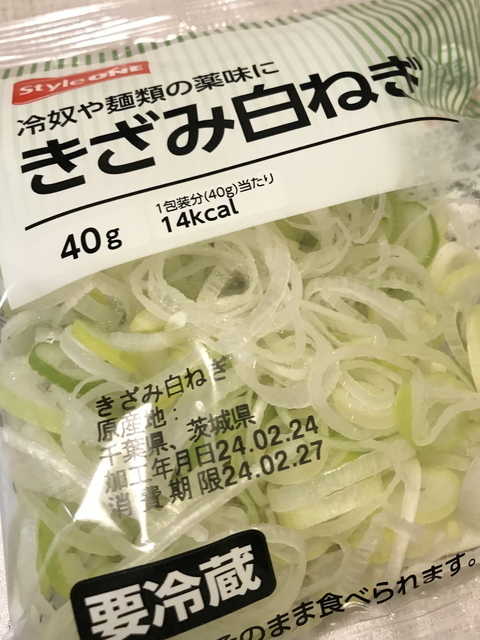 Style ONE
冷奴や麺類の薬味に
きざみ白ねぎ
1包装分(40g)当たり
40g
14kcal
きざみ白ねぎ
原産地:
千葉県、茨城県
加工年月日24.02.24
消費期限24.02.27
要冷蔵
のまま食べられます。